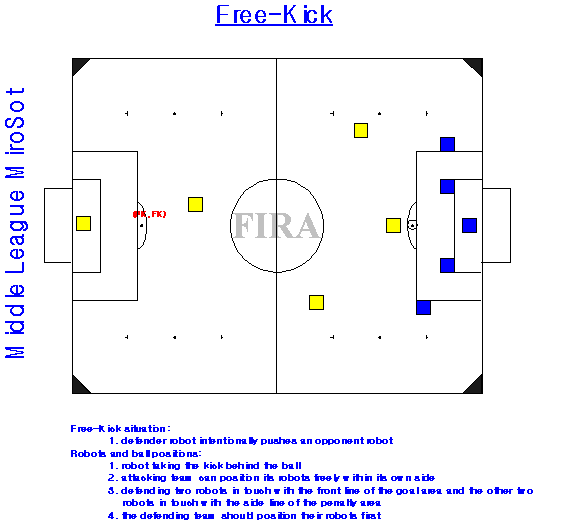 Free-Kick
Middle League MiroSot
(PK,FK)
FIRA
Free-Kick situation:
1. defender robot intentionally pushes an opponent robot
Robots and ball positions:
1. robot taking the kick behind the ball
2. attacking team can position its robots freely within its own side
3. defending two robots in touch with the front line of the goal area and the other two
robots in touch with the side line of the penalty area
4. the defending team should position their robots first